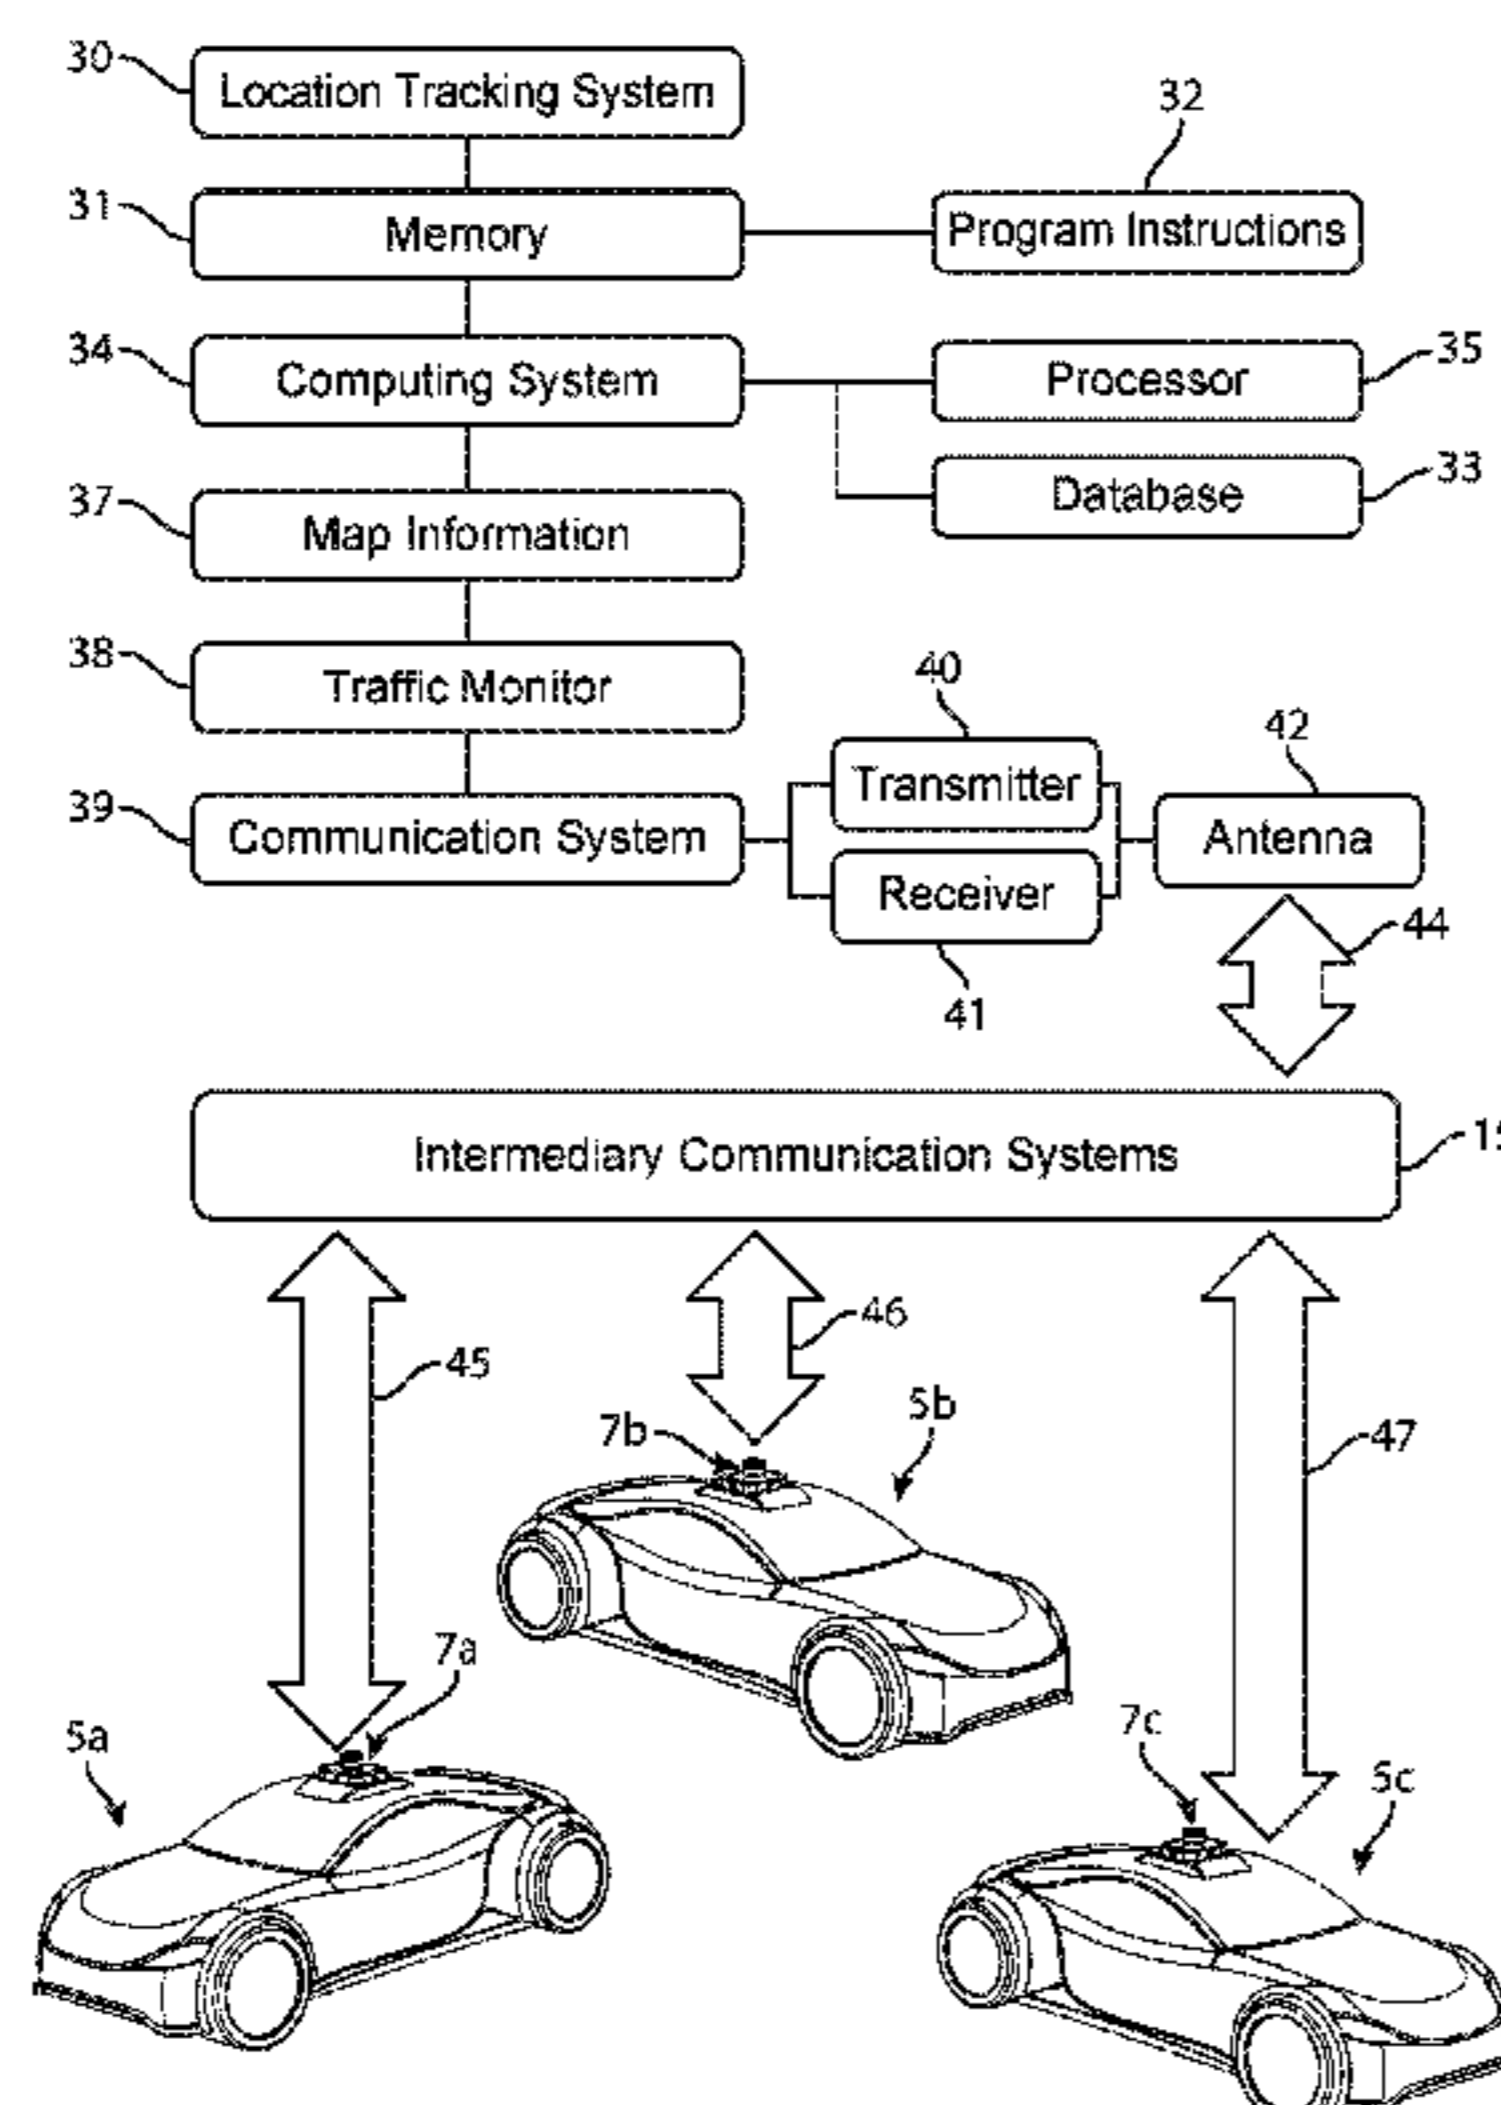 30
Location Tracking System
32
31
Memory
Program Instructions
34
Computing System
Processor
35
Database
33
37
Map Information
38
Traffic Monitor
40
Transmitter
42
39
Communication System
Antenna
Receiver
44
41
Intermediary Communication Systems
45
46
47
7b
5b
7a
5a
7c
5c